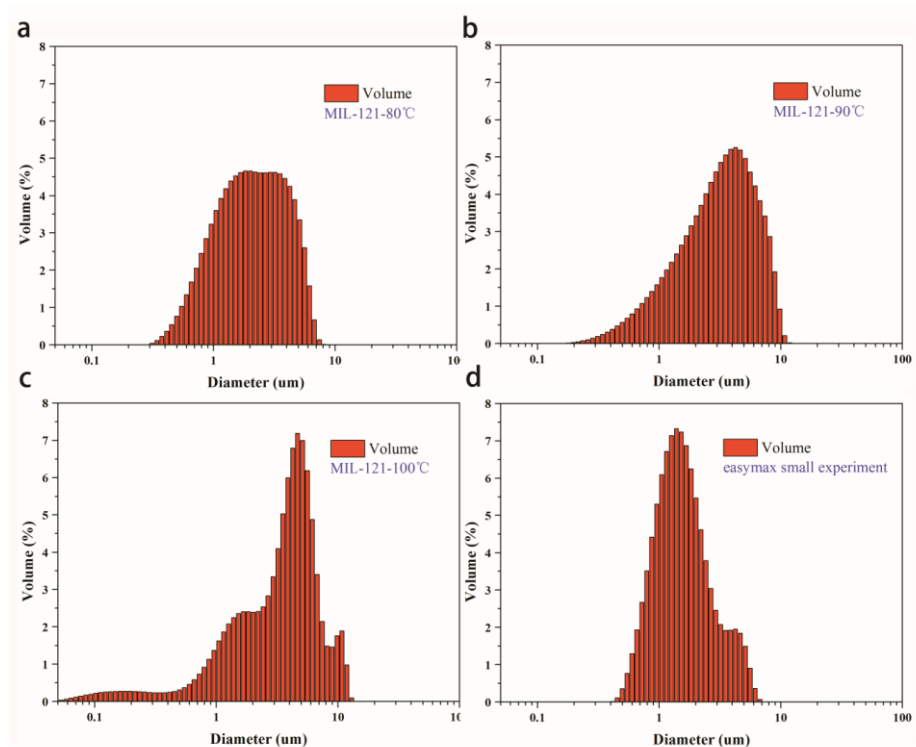 a
8
7
6
5
4
3
2
1
0
Volume (%)
Volume
MIL-121-80℃
0.1
1
10
10
Diameter (um)
b
8
7
6
5
4
3
2
1
0
Volume (%)
Volume
MIL-121-90℃
0.1
1
10
100
Diameter (um)
c
8
7
6
5
4
3
2
1
0
Volume (%)
Volume
MIL-121-100℃
0.1
1
10
10
Diameter (um)
d
8
7
6
5
4
3
2
1
0
Volume (%)
Volume
easymax small experiment
0.1
1
10
100
Diameter (um)